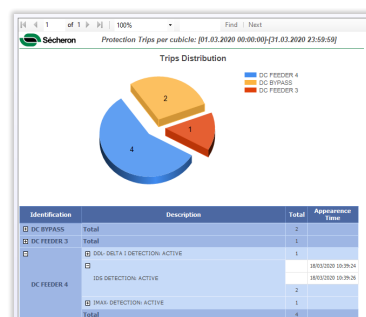 1 of 1 100% Find | Next
Sécheron Protection Trips per cubicle: [01.03.2020 00:00:00]-[31.03.2020 23:59:59]
Trips Distribution
DC FEEDER 4
DC BYPASS
DC FEEDER 3
2
1
4
Identification Description Total Appearence Time
DC BYPASS Total 2
DC FEEDER 3 Total 1
DC FEEDER 4
DDL- DELTA I DETECTION: ACTIVE 1
IDS DETECTION: ACTIVE
18/03/2020 10:39:24
18/03/2020 10:39:26
2
IMAX- DETECTION: ACTIVE 1
Total 4